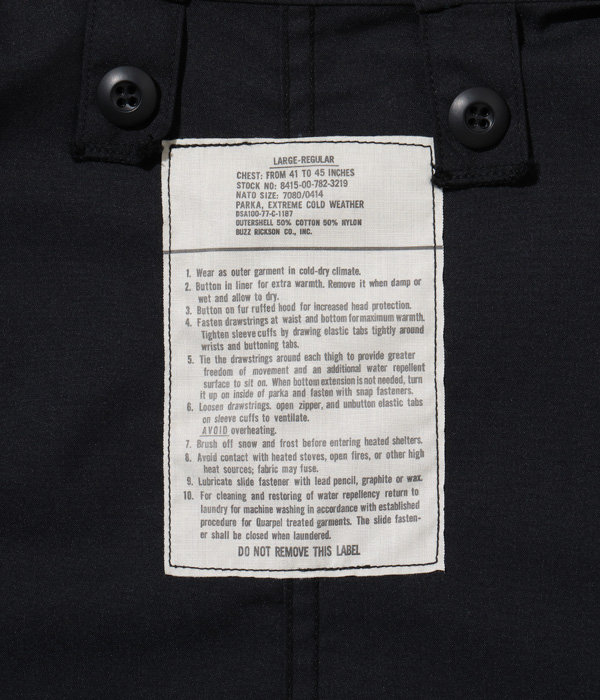 LARGE-REGULAR
CHEST: FROM 41 TO 45 INCHES
STOCK NO: 8415-00-782-3219
NATO SIZE: 7080/0414
PARKA, EXTREME COLD WEATHER
DSA100-77-C-1187
OUTERSHELL 50% COTTON 50% NYLON
BUZZ RICKSON CO., INC.
1. Wear as outer garment in cold-dry climate.
2. Button in liner for extra warmth. Remove it when damp or
wet and allow to dry.
3. Button on fur ruffed hood for increased head protection.
4. Fasten drawstrings at waist and bottom for maximum warmth.
Tighten sleeve cuffs by drawing elastic tabs tightly around
wrists and buttoning tabs.
5. Tie the drawstrings around each thigh to provide greater
freedom of movement and an additional water repellent
surface to sit on. When bottom extension is not needed, turn
it up on inside of parka and fasten with snap fasteners.
6. Loosen drawstrings. open zipper, and unbutton elastic tabs
on sleeve cuffs to ventilate.
AVOID overheating.
7. Brush off snow and frost before entering heated shelters.
8. Avoid contact with heated stoves, open fires, or other high
heat sources; fabric may fuse.
9. Lubricate slide fastener with lead pencil, graphite or wax.
10. For cleaning and restoring of water repellency return to
laundry for machine washing in accordance with established
procedure for Quarpel treated garments. The slide fasten-
er shall be closed when laundered.
DO NOT REMOVE THIS LABEL